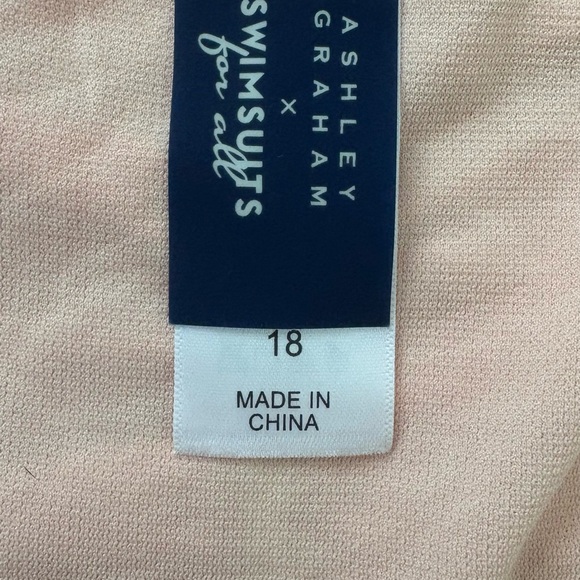 ASHLEY
GRAHAM
×
SWIMSUITS
for all
18
MADE IN
CHINA